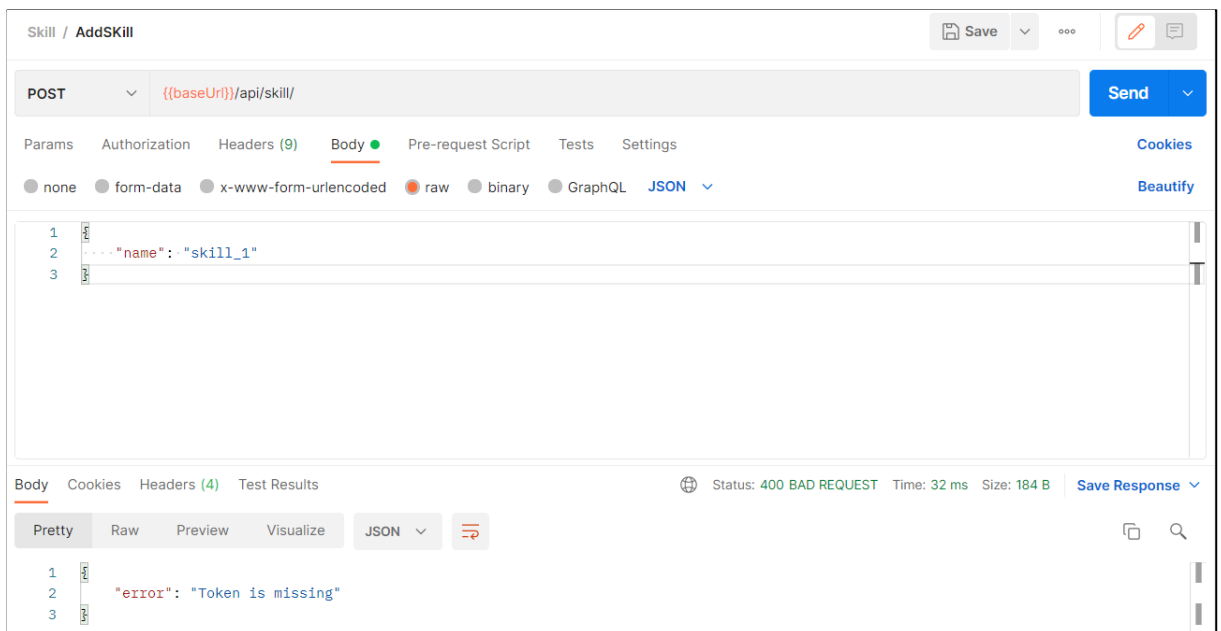 Skill / AddSKill Save ooo
POST {{baseUrl}}/api/skill/ Send
Params Authorization Headers (9) Body Pre-request Script Tests Settings Cookies
none form-data x-www-form-urlencoded raw binary GraphQL JSON Beautify
1 {
2 "name": "skill_1"
3 }
Body Cookies Headers (4) Test Results Status: 400 BAD REQUEST Time: 32 ms Size: 184 B Save Response
Pretty Raw Preview Visualize JSON
1 {
2 "error": "Token is missing"
3 }